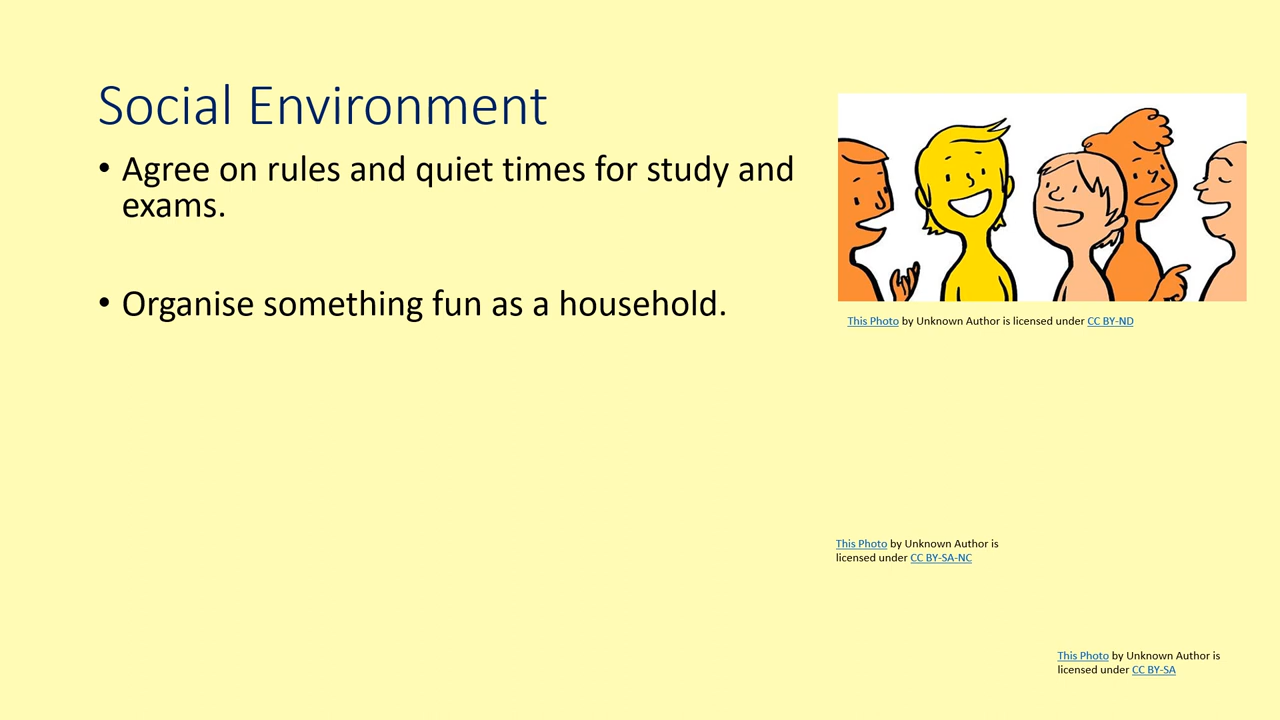 Social Environment
• Agree on rules and quiet times for study and
exams.
• Organise something fun as a household.
This Photo by Unknown Author is licensed under CC BY-ND
This Photo by Unknown Author is
licensed under CC BY-SA-NC
This Photo by Unknown Author is
licensed under CC BY-SA